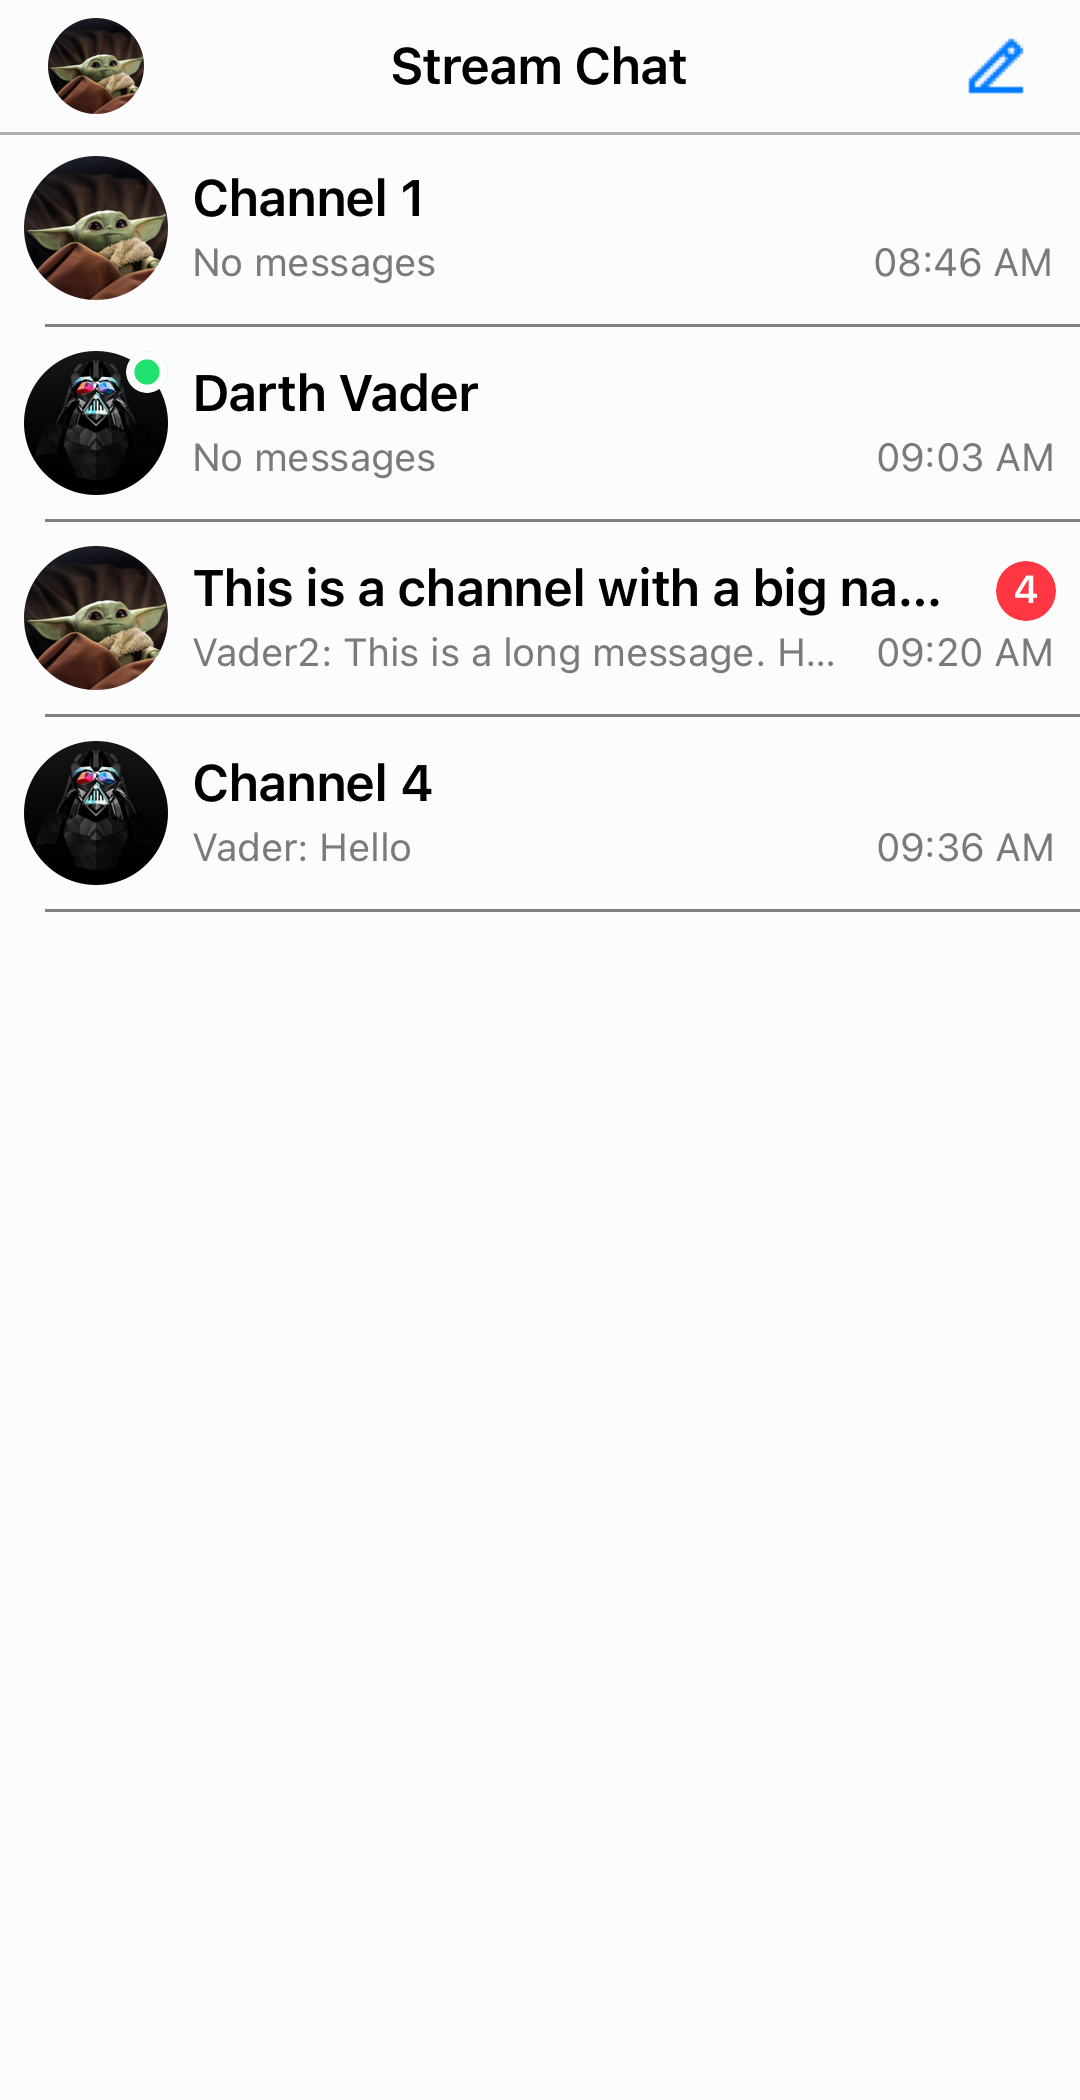 Stream Chat
Channel 1
No messages
08:46 AM
Darth Vader
No messages
09:03 AM
This is a channel with a big na...
4
Vader2: This is a long message. H...
09:20 AM
Channel 4
Vader: Hello
09:36 AM